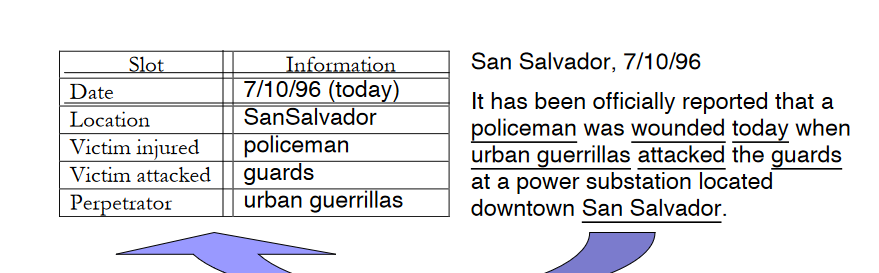 Slot Information
Date 7/10/96 (today)
Location SanSalvador
Victim injured policeman
Victim attacked guards
Perpetrator urban guerrillas
San Salvador, 7/10/96
It has been officially reported that a
policeman was wounded today when
urban guerrillas attacked the guards
at a power substation located
downtown San Salvador.